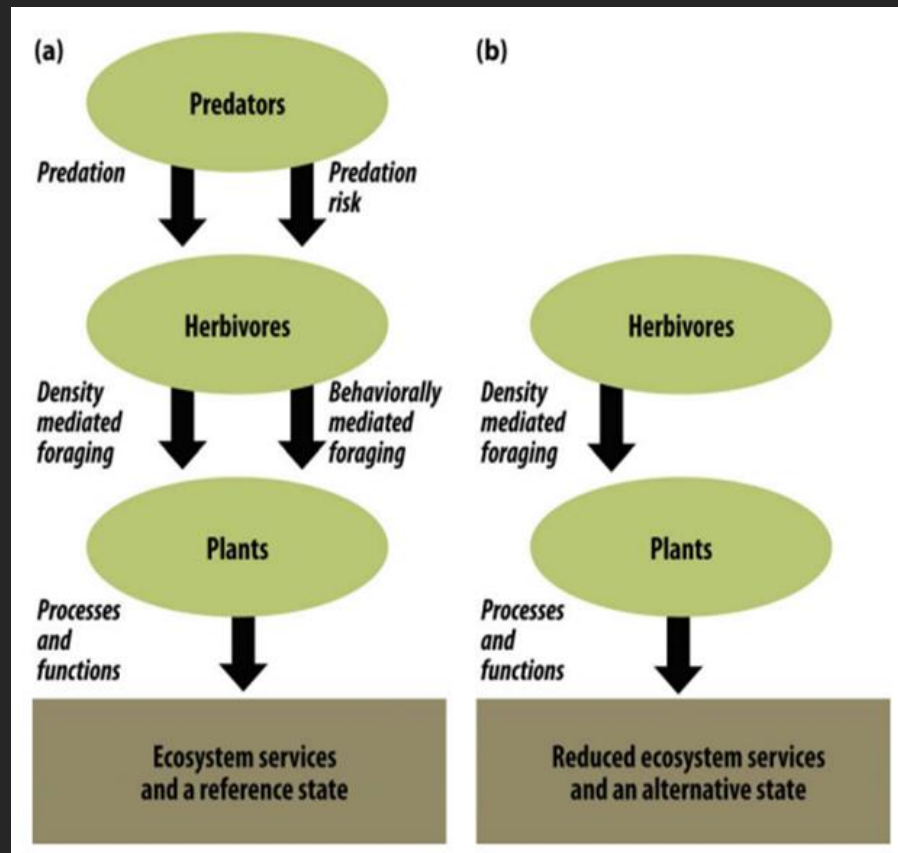 (a)
Predators
Predation
Predation
risk
Herbivores
Density
mediated
foraging
Behaviorally
mediated
foraging
Plants
Processes
and
functions
Ecosystem services
and a reference state
(b)
Herbivores
Density
mediated
foraging
Plants
Processes
and
functions
Reduced ecosystem services
and an alternative state